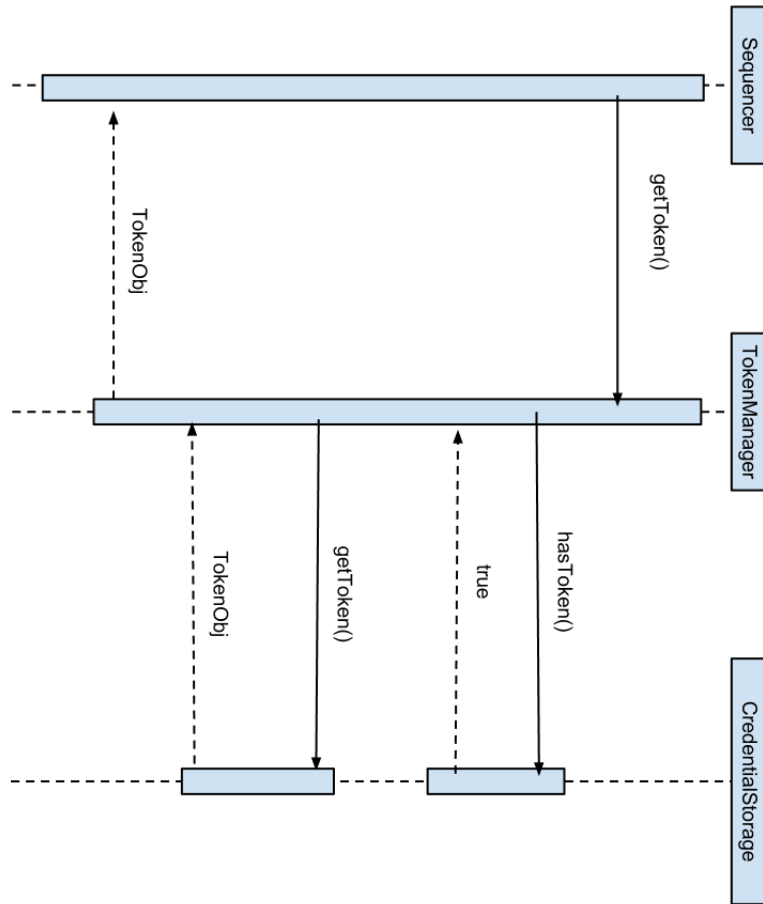 Sequencer
TokenManager
CredentialStorage
getToken()
hasToken()
true
getToken()
TokenObj
TokenObj